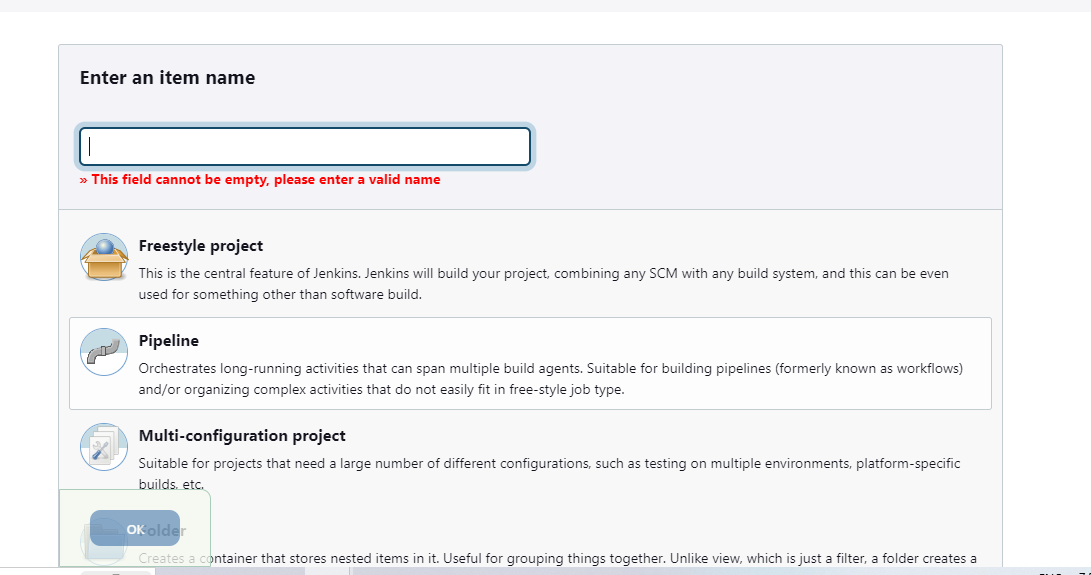 Enter an item name
» This field cannot be empty, please enter a valid name
Freestyle project
This is the central feature of Jenkins. Jenkins will build your project, combining any SCM with any build system, and this can be even
used for something other than software build.
Pipeline
Orchestrates long-running activities that can span multiple build agents. Suitable for building pipelines (formerly known as workflows)
and/or organizing complex activities that do not easily fit in free-style job type.
Multi-configuration project
Suitable for projects that need a large number of different configurations, such as testing on multiple environments, platform-specific
builds, etc.
OK
Folder
Creates a container that stores nested items in it. Useful for grouping things together. Unlike view, which is just a filter, a folder creates a